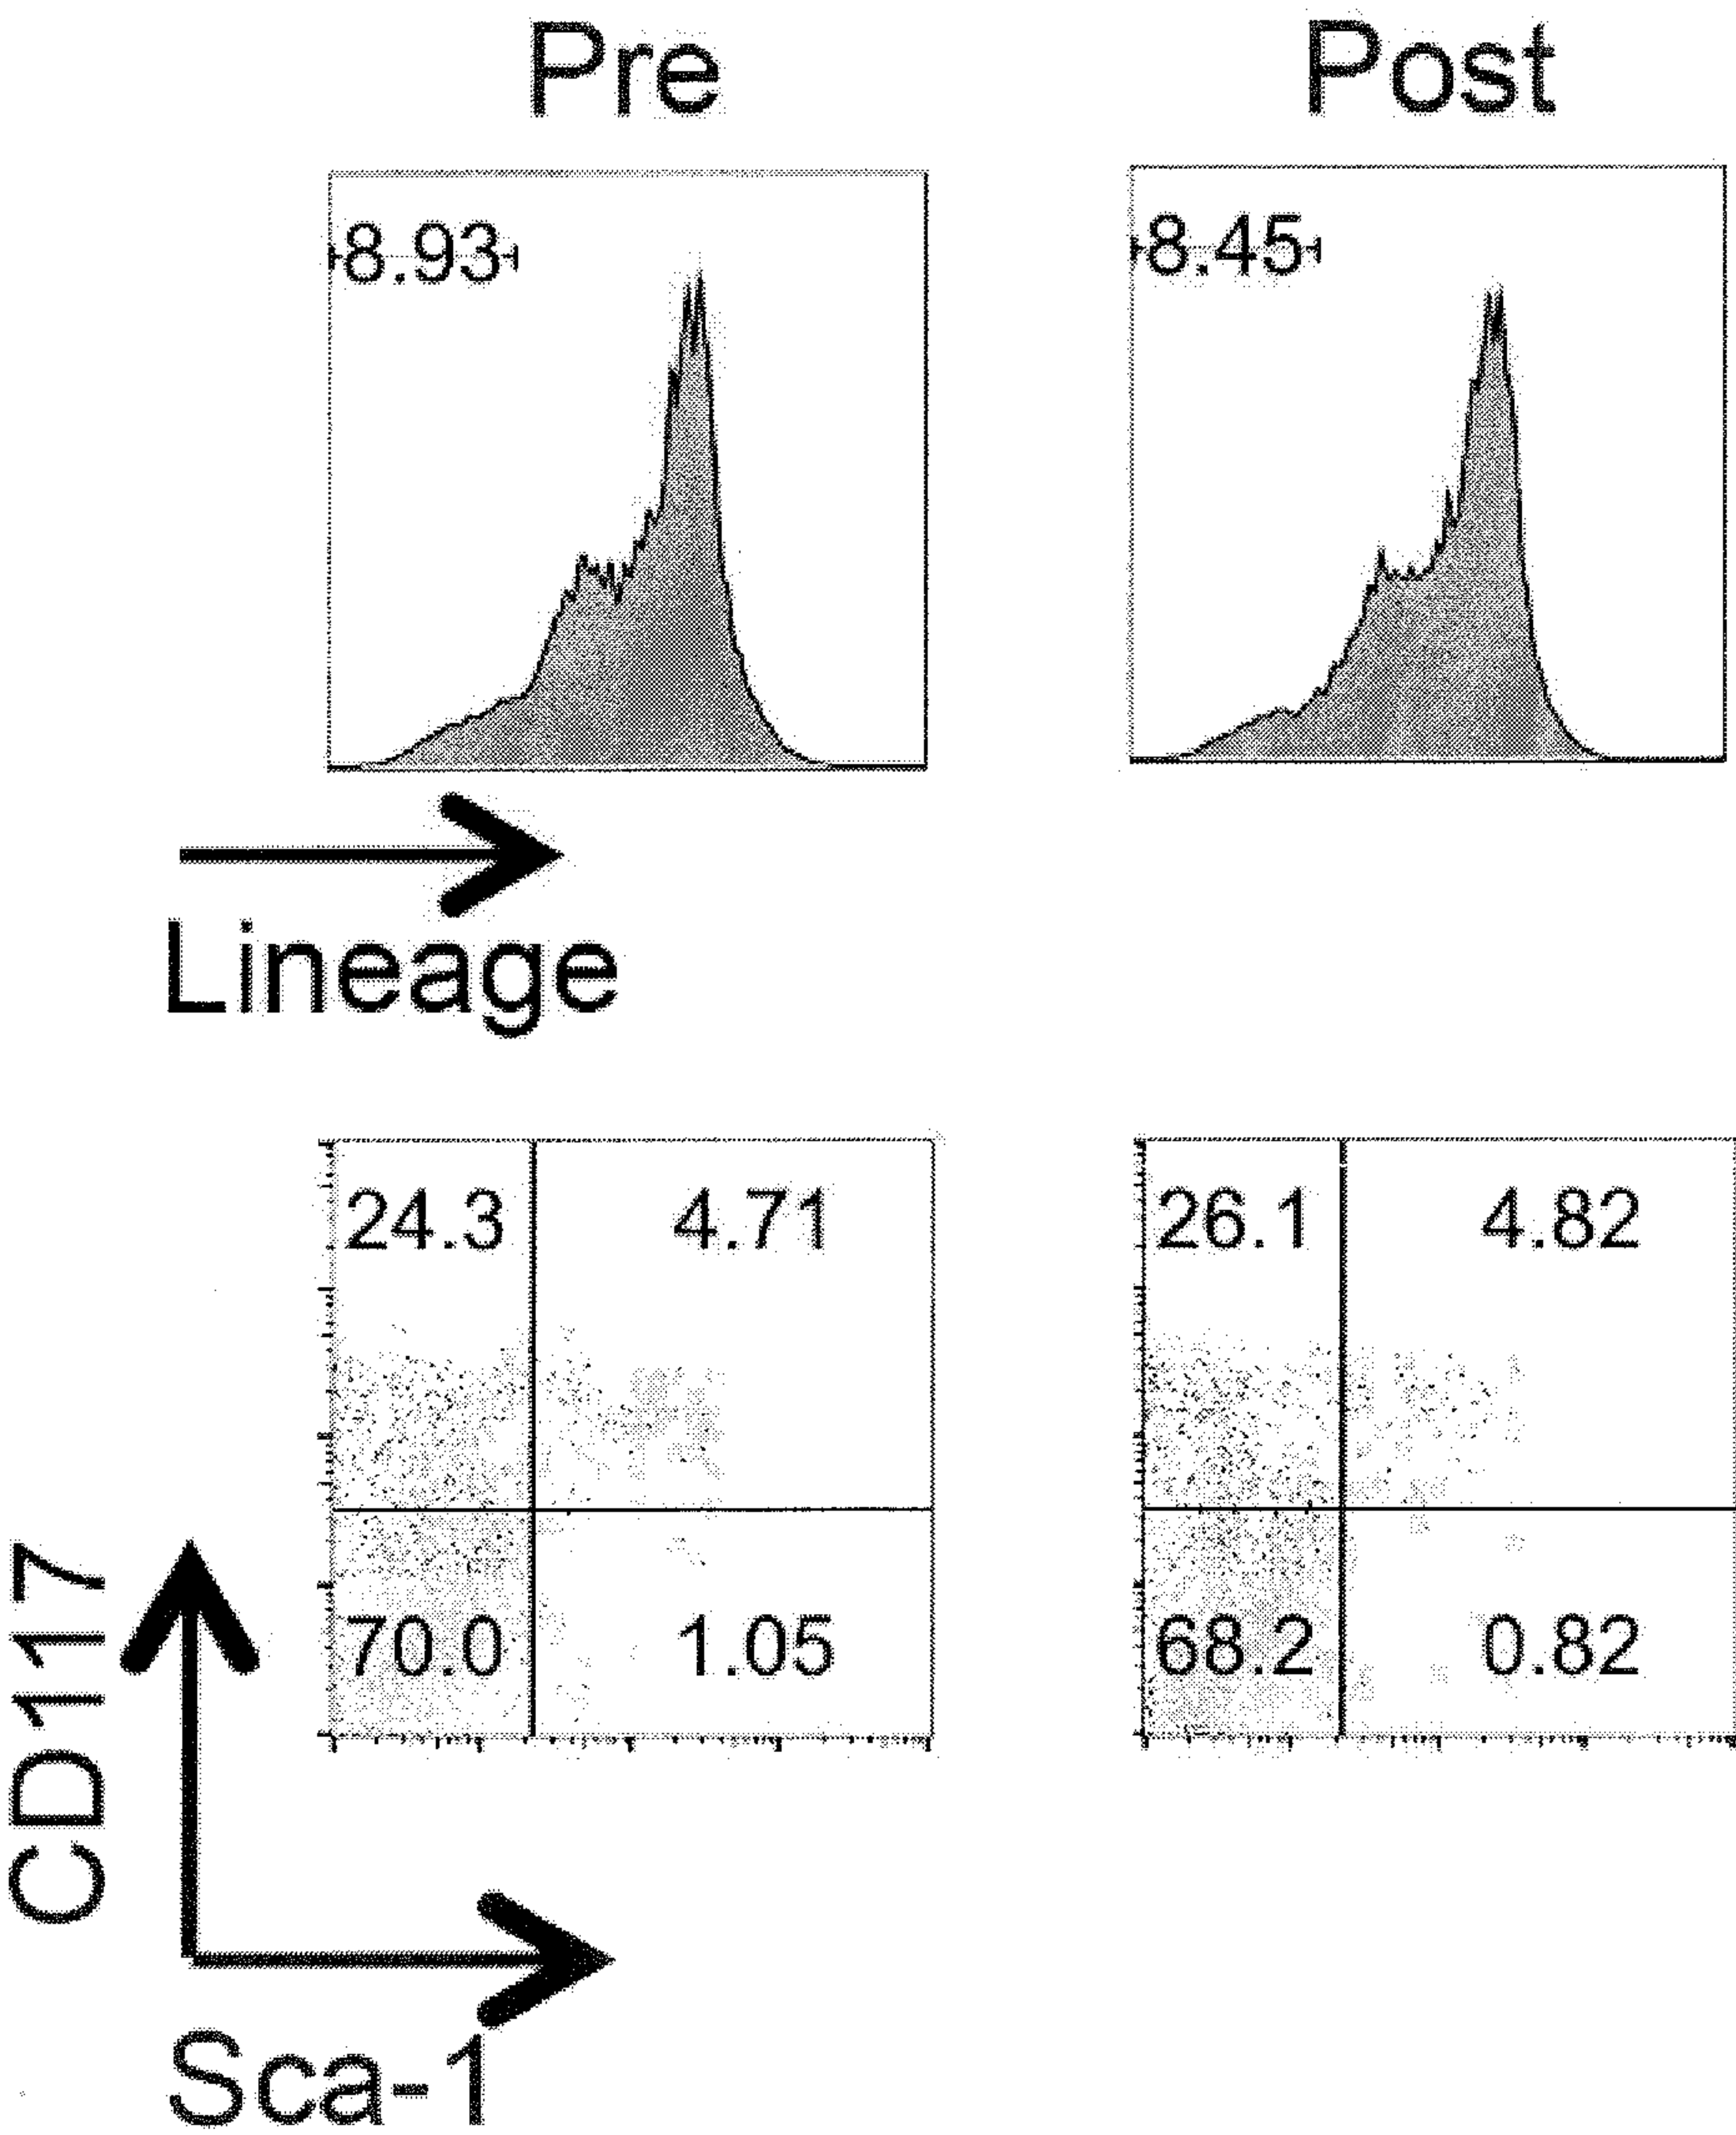 Pre
Post
8.93
8.45
Lineage
24.3
4.71
26.1
4.82
70.0
1.05
68.2
0.82
CD117
Sca-1